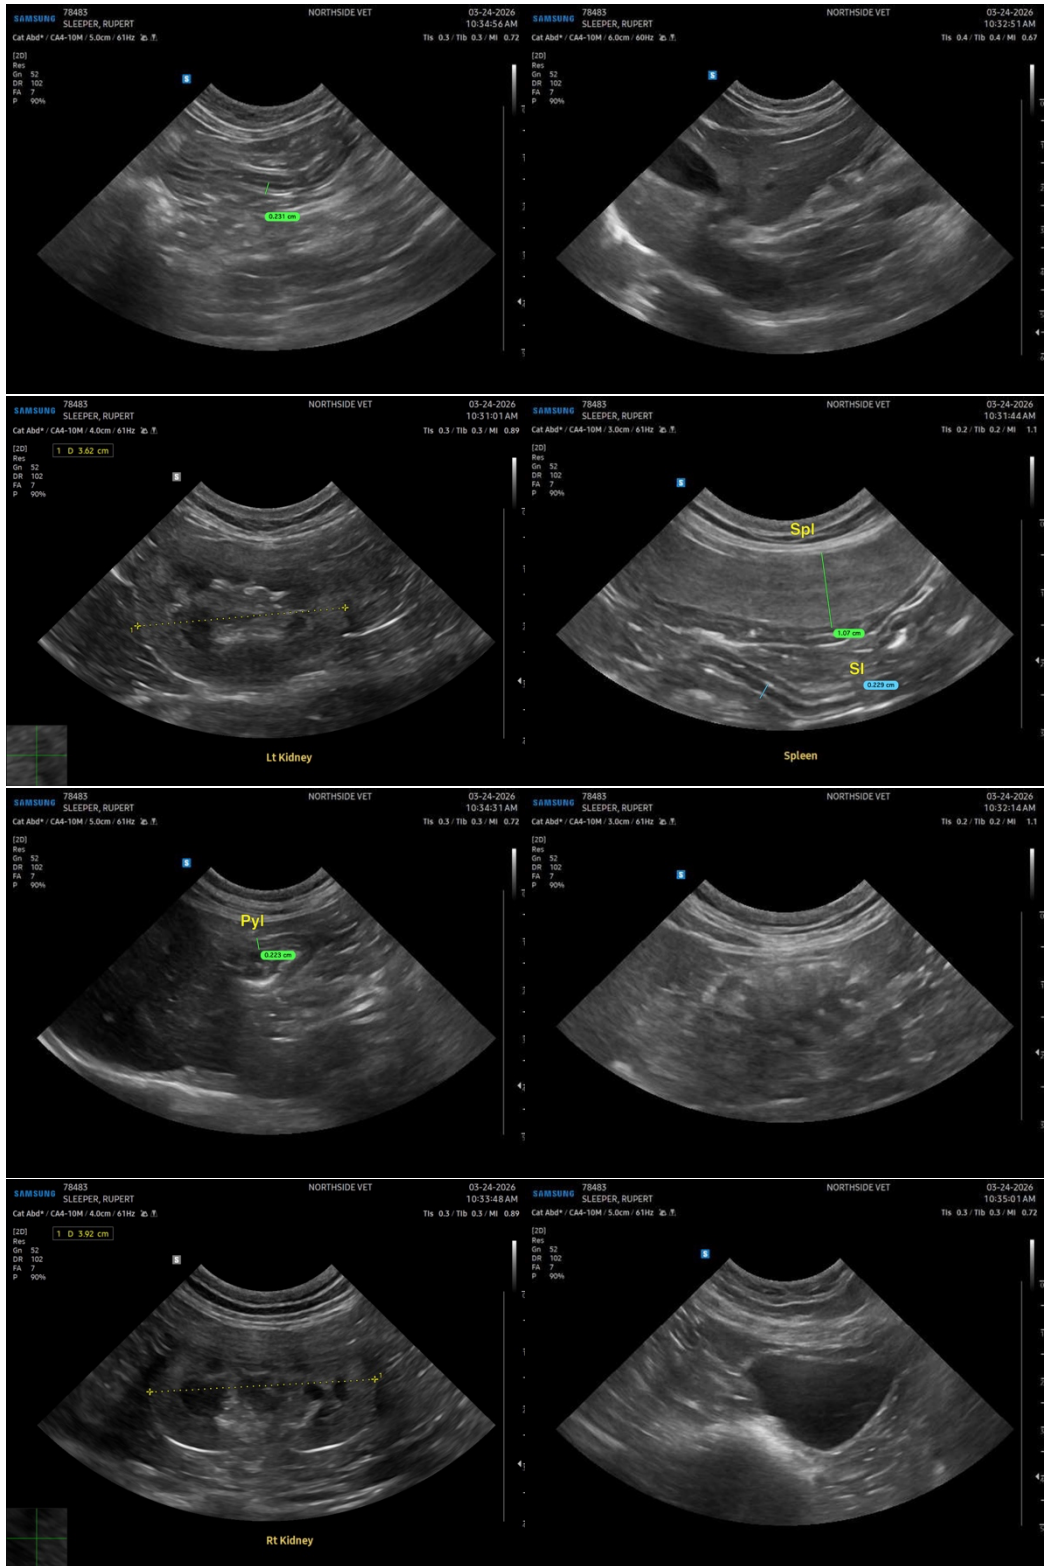 SAMSUNG 78483 NORTHSIDE VET 03-24-2026
SLEEPER, RUPERT 10:34:56 AM
Cat Abd* / CA4-10M / 5.0cm / 61Hz TIs 0.3 / Tib 0.3 / MI 0.72
[2D]
Res
Gn 52
DR 102
FA 7
P 90%
S
0.231 cm
SAMSUNG 78483 NORTHSIDE VET 03-24-2026
SLEEPER, RUPERT 10:32:51 AM
Cat Abd* / CA4-10M / 6.0cm / 60Hz TIs 0.4 / Tib 0.4 / MI 0.67
[2D]
Res
Gn 52
DR 102
FA 7
P 90%
S
SAMSUNG 78483 NORTHSIDE VET 03-24-2026
SLEEPER, RUPERT 10:31:01 AM
Cat Abd* / CA4-10M / 4.0cm / 61Hz TIs 0.3 / Tib 0.3 / MI 0.89
[2D]
Res
Gn 52
DR 102
FA 7
P 90%
1 D 3.62 cm
S
1
Lt Kidney
SAMSUNG 78483 NORTHSIDE VET 03-24-2026
SLEEPER, RUPERT 10:31:44 AM
Cat Abd* / CA4-10M / 3.0cm / 61Hz TIs 0.2 / Tib 0.2 / MI 1.1
[2D]
Res
Gn 52
DR 102
FA 7
P 90%
S
Spl
1.07 cm
SI
0.229 cm
Spleen
SAMSUNG 78483 NORTHSIDE VET 03-24-2026
SLEEPER, RUPERT 10:34:31 AM
Cat Abd* / CA4-10M / 5.0cm / 61Hz TIs 0.3 / Tib 0.3 / MI 0.72
[2D]
Res
Gn 52
DR 102
FA 7
P 90%
S
Pyl
0.223 cm
SAMSUNG 78483 NORTHSIDE VET 03-24-2026
SLEEPER, RUPERT 10:32:14 AM
Cat Abd* / CA4-10M / 3.0cm / 61Hz TIs 0.2 / Tib 0.2 / MI 1.1
[2D]
Res
Gn 52
DR 102
FA 7
P 90%
S
SAMSUNG 78483 NORTHSIDE VET 03-24-2026
SLEEPER, RUPERT 10:33:48 AM
Cat Abd* / CA4-10M / 4.0cm / 61Hz TIs 0.3 / Tib 0.3 / MI 0.89
[2D]
Res
Gn 52
DR 102
FA 7
P 90%
1 D 3.92 cm
S
1
Rt Kidney
SAMSUNG 78483 NORTHSIDE VET 03-24-2026
SLEEPER, RUPERT 10:35:01 AM
Cat Abd* / CA4-10M / 5.0cm / 61Hz TIs 0.3 / Tib 0.3 / MI 0.72
[2D]
Res
Gn 52
DR 102
FA 7
P 90%
S